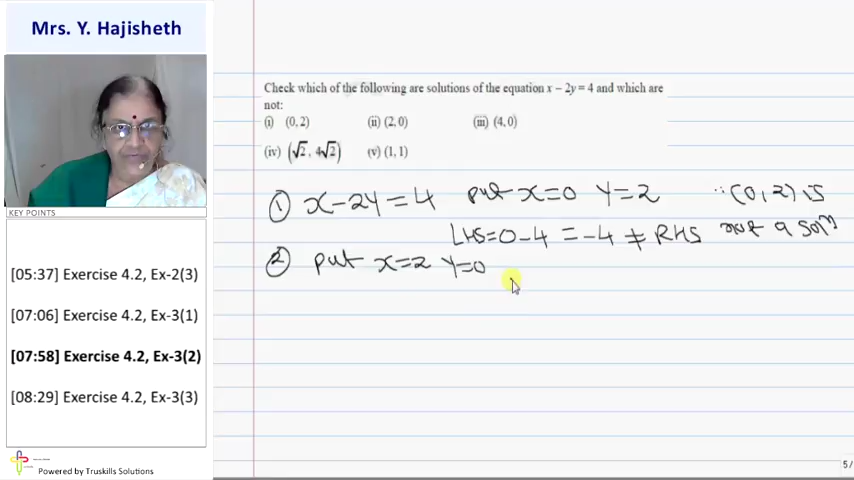 Mrs. Y. Hajisheth
KEY POINTS
[05:37] Exercise 4.2, Ex-2(3)
[07:06] Exercise 4.2, Ex-3(1)
[07:58] Exercise 4.2, Ex-3(2)
[08:29] Exercise 4.2, Ex-3(3)
Powered by Truskills Solutions
Check which of the following are solutions of the equation x – 2y = 4 and which are
not:
(i) (0, 2) (ii) (2, 0) (iii) (4, 0)
(iv) (√2, 4√2) (v) (1, 1)
① x-2y=4 put x=0 y=2 ∵(0,2) is
LHS=0-4=-4≠RHS not a soln
② put x=2 y=0
5/